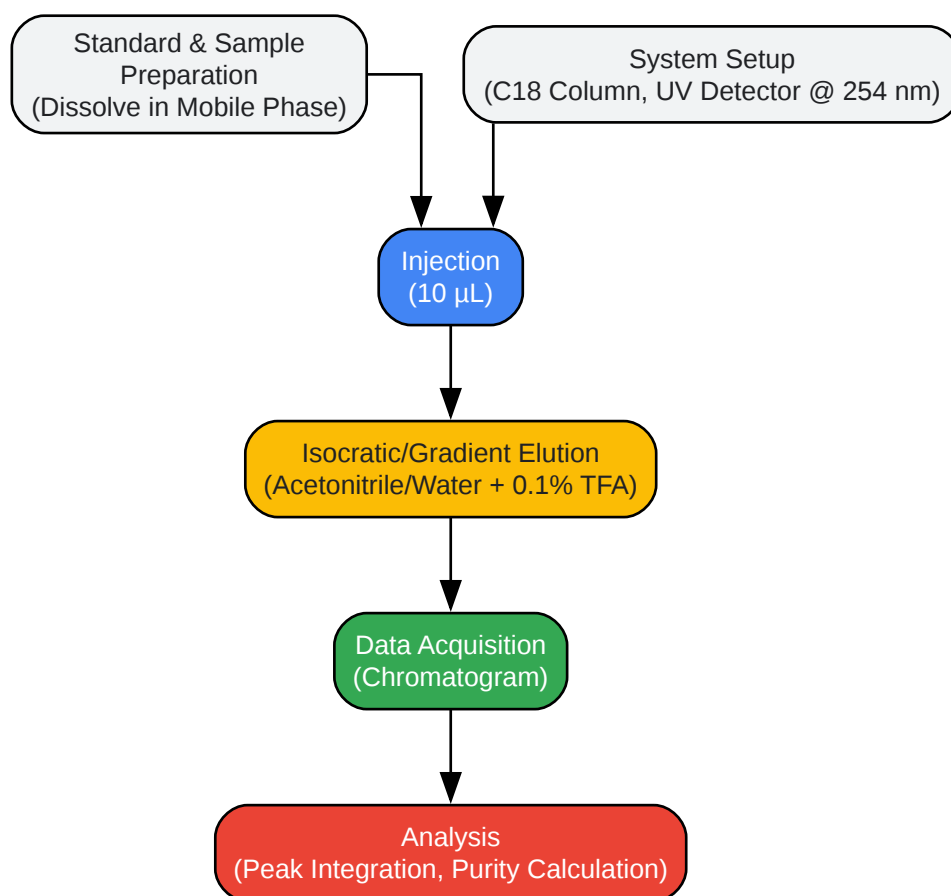 Standard & Sample
Preparation
(Dissolve in Mobile Phase)
System Setup
(C18 Column, UV Detector @ 254 nm)
Injection
(10 µL)
Isocratic/Gradient Elution
(Acetonitrile/Water + 0.1% TFA)
Data Acquisition
(Chromatogram)
Analysis
(Peak Integration, Purity Calculation)